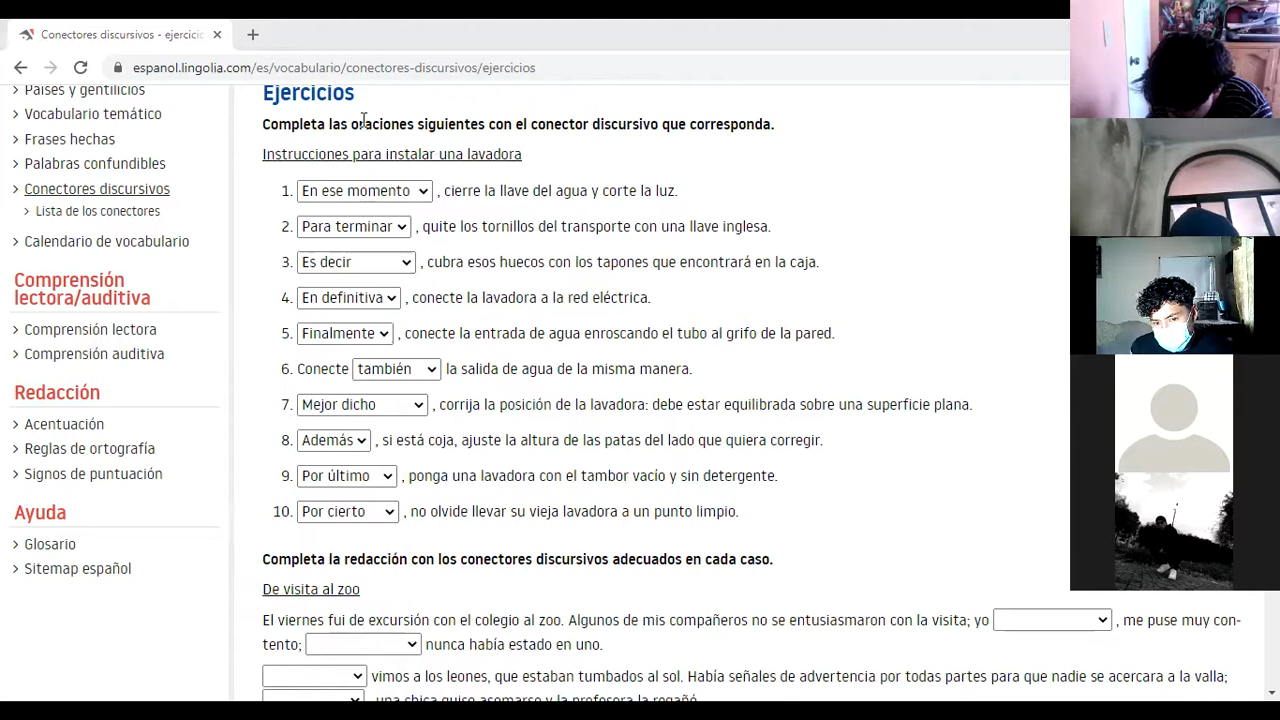 Conectores discursivos - ejercic
espanol.lingolia.com/es/vocabulario/conectores-discursivos/ejercicios
Países y gentilicios
Vocabulario temático
Frases hechas
Palabras confundibles
Conectores discursivos
Lista de los conectores
Calendario de vocabulario
Comprensión
lectora/auditiva
Comprensión lectora
Comprensión auditiva
Redacción
Acentuación
Reglas de ortografía
Signos de puntuación
Ayuda
Glosario
Sitemap español
Ejercicios
Completa las oraciones siguientes con el conector discursivo que corresponda.
Instrucciones para instalar una lavadora
1. En ese momento , cierre la llave del agua y corte la luz.
2. Para terminar , quite los tornillos del transporte con una llave inglesa.
3. Es decir , cubra esos huecos con los tapones que encontrará en la caja.
4. En definitiva , conecte la lavadora a la red eléctrica.
5. Finalmente , conecte la entrada de agua enroscando el tubo al grifo de la pared.
6. Conecte también la salida de agua de la misma manera.
7. Mejor dicho , corrija la posición de la lavadora: debe estar equilibrada sobre una superficie plana.
8. Además , si está coja, ajuste la altura de las patas del lado que quiera corregir.
9. Por último , ponga una lavadora con el tambor vacío y sin detergente.
10. Por cierto , no olvide llevar su vieja lavadora a un punto limpio.
Completa la redacción con los conectores discursivos adecuados en cada caso.
De visita al zoo
El viernes fui de excursión con el colegio al zoo. Algunos de mis compañeros no se entusiasmaron con la visita; yo , me puse muy con-
tento; nunca había estado en uno.
vimos a los leones, que estaban tumbados al sol. Había señales de advertencia por todas partes para que nadie se acercara a la valla;
una chica quiso asomarse y la profesora la regañó